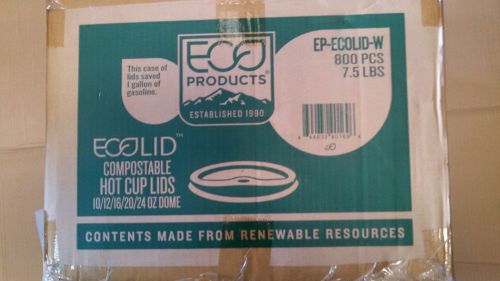 This case of
lids saved
1 gallon of
gasoline.
ECO
PRODUCTS®
ESTABLISHED 1990
EP-ECOLID-W
800 PCS
7.5 LBS
ECOLID™
COMPOSTABLE
HOT CUP LIDS
10/12/16/20/24 OZ DOME
CONTENTS MADE FROM RENEWABLE RESOURCES